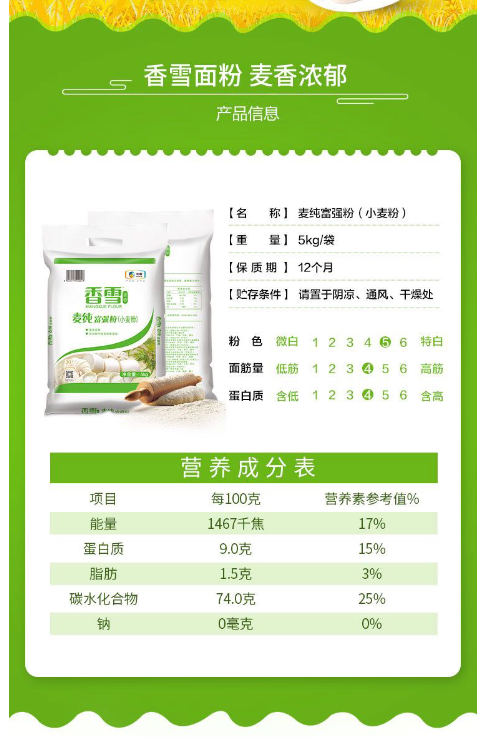 香雪面粉 麦香浓郁
产品信息
【名 称】 麦纯富强粉（小麦粉）
【重 量】 5kg/袋
【保 质 期】 12个月
【贮存条件】 请置于阴凉、通风、干燥处
香雪
麦纯富强粉(小麦粉)
粉 色 微白 1 2 3 4 5 6 特白
面筋量 低筋 1 2 3 4 5 6 高筋
蛋白质 含低 1 2 3 4 5 6 含高
营养成分表
项目 每100克 营养素参考值%
能量 1467千焦 17%
蛋白质 9.0克 15%
脂肪 1.5克 3%
碳水化合物 74.0克 25%
钠 0毫克 0%